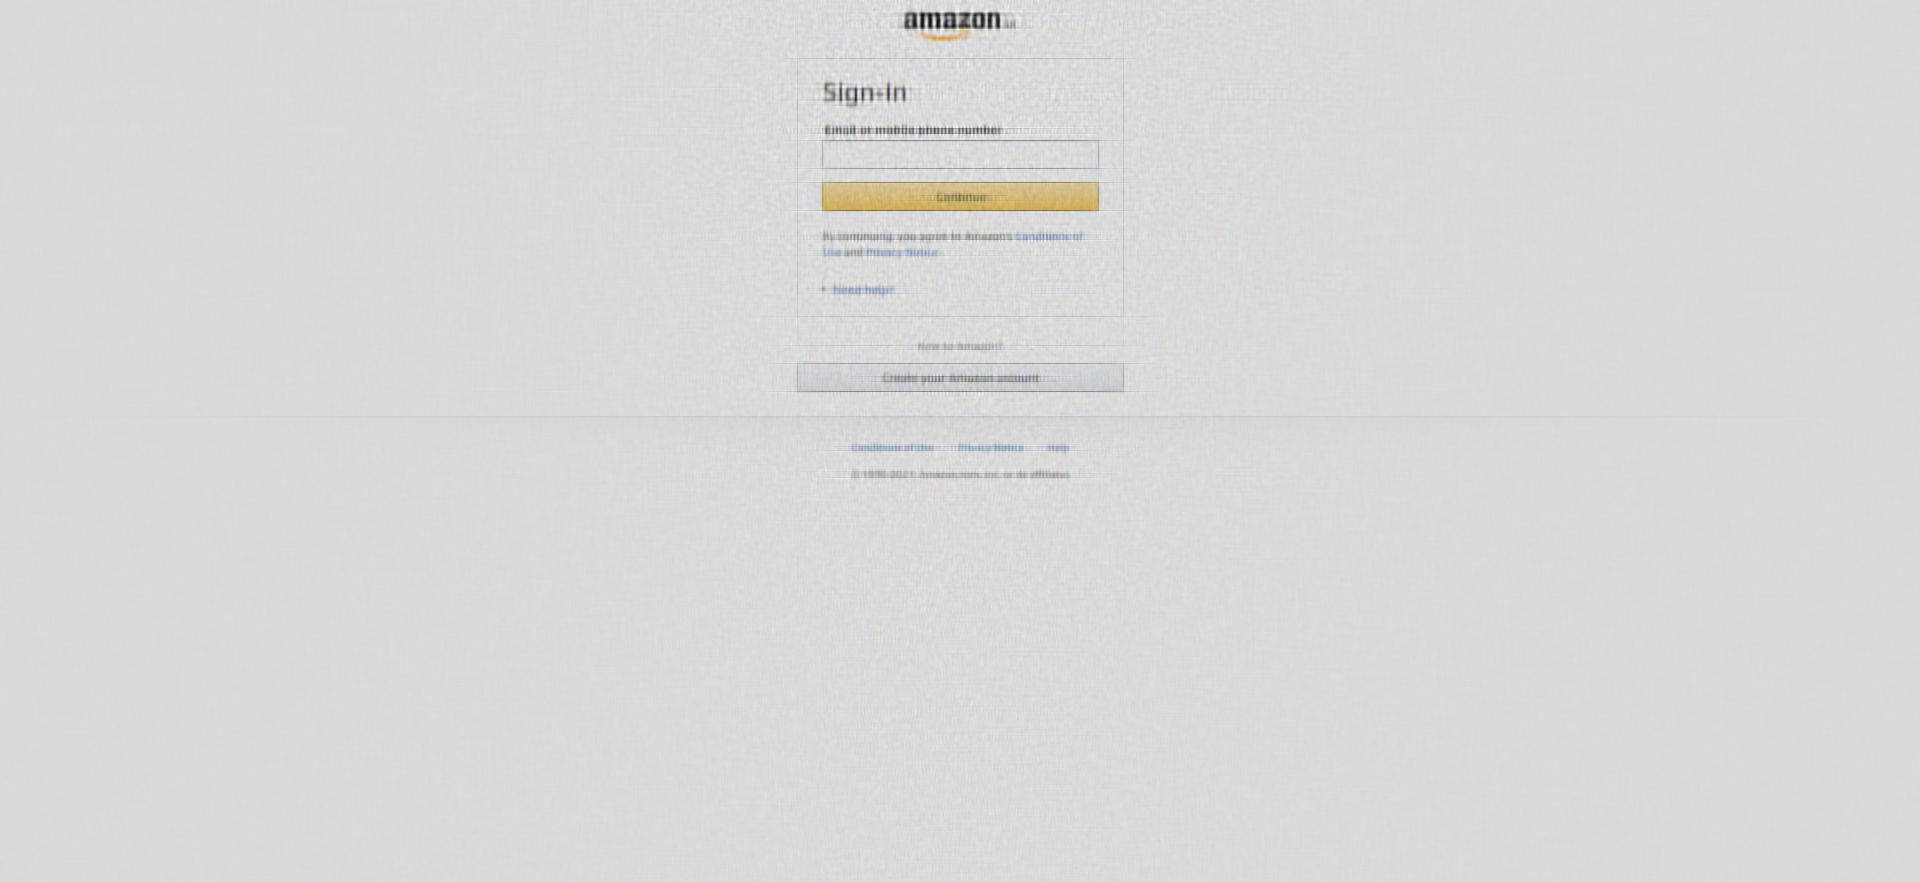 amazon.in
Sign-In
Email or mobile phone number
Continue
By continuing, you agree to Amazon's Conditions of
Use and Privacy Notice.
Need help?
New to Amazon?
Create your Amazon account
Conditions of Use Privacy Notice Help
© 1996-2021, Amazon.com, Inc. or its affiliates